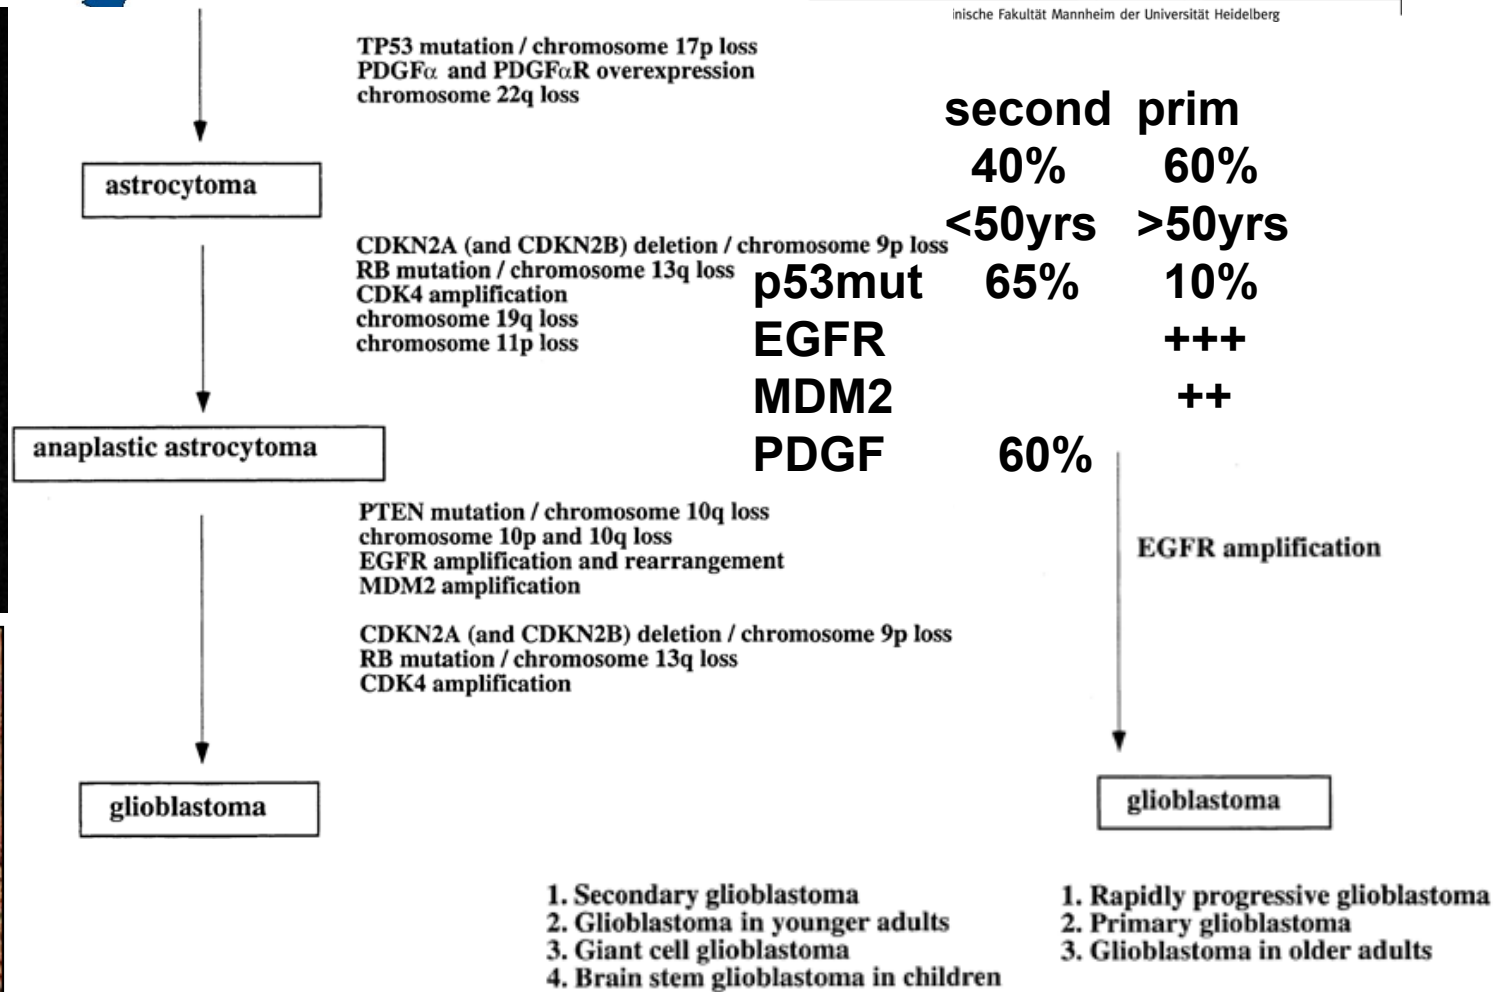 inische Fakultät Mannheim der Universität Heidelberg
TP53 mutation / chromosome 17p loss
PDGFα and PDGFαR overexpression
chromosome 22q loss
astrocytoma
CDKN2A (and CDKN2B) deletion / chromosome 9p loss
RB mutation / chromosome 13q loss
CDK4 amplification
chromosome 19q loss
chromosome 11p loss
anaplastic astrocytoma
PTEN mutation / chromosome 10q loss
chromosome 10p and 10q loss
EGFR amplification and rearrangement
MDM2 amplification
CDKN2A (and CDKN2B) deletion / chromosome 9p loss
RB mutation / chromosome 13q loss
CDK4 amplification
glioblastoma
second prim
40% 60%
<50yrs >50yrs
p53mut 65% 10%
EGFR +++
MDM2 ++
PDGF 60%
EGFR amplification
glioblastoma
1. Secondary glioblastoma
2. Glioblastoma in younger adults
3. Giant cell glioblastoma
4. Brain stem glioblastoma in children
1. Rapidly progressive glioblastoma
2. Primary glioblastoma
3. Glioblastoma in older adults